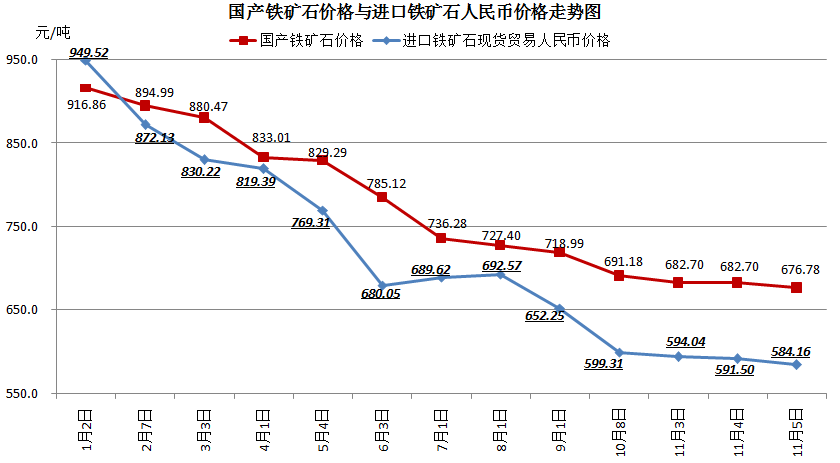 国产铁矿石价格与进口铁矿石人民币价格走势图
元/吨
国产铁矿石价格 进口铁矿石现货贸易人民币价格
950.0
850.0
750.0
650.0
550.0
916.86 894.99 880.47 833.01 829.29 785.12 736.28 727.40 718.99 691.18 682.70 682.70 676.78
949.52 872.13 830.22 819.39 769.31 680.05 689.62 692.57 652.25 599.31 594.04 591.50 584.16
1月2日 2月7日 3月3日 4月1日 5月4日 6月3日 7月1日 8月1日 9月1日 10月8日 11月3日 11月4日 11月5日